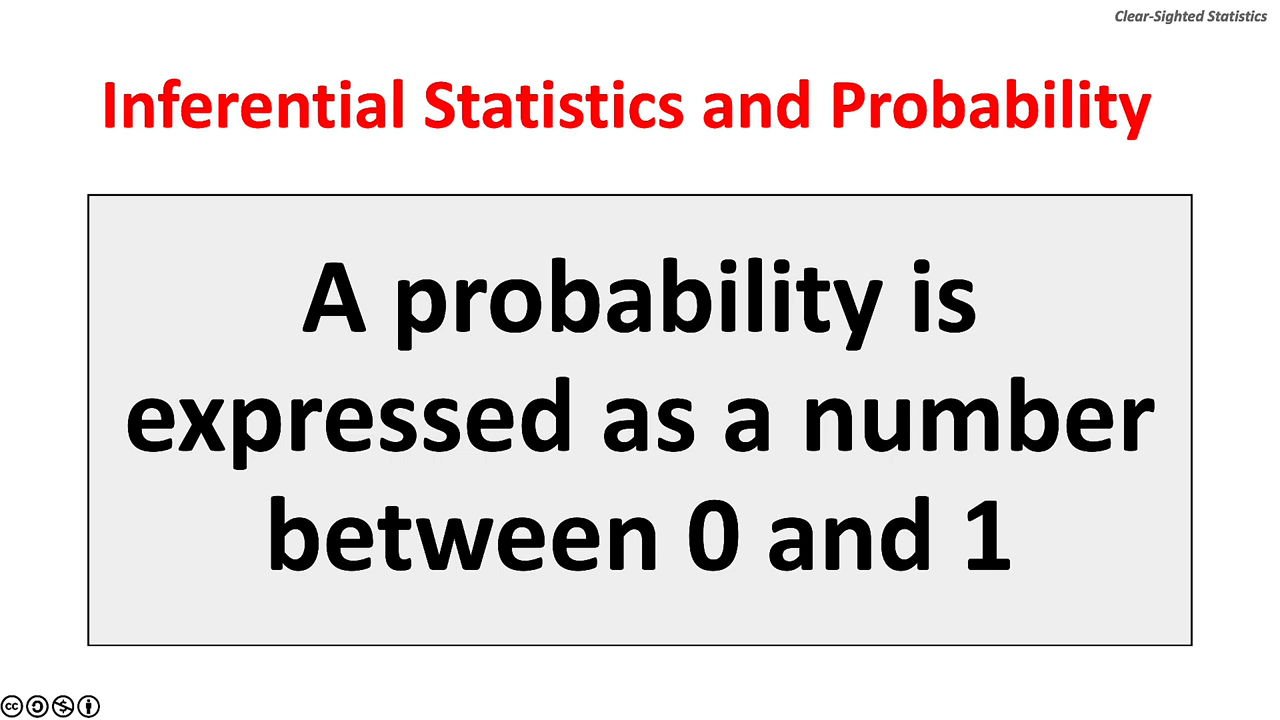 Clear-Sighted Statistics
Inferential Statistics and Probability
A probability is
expressed as a number
between 0 and 1